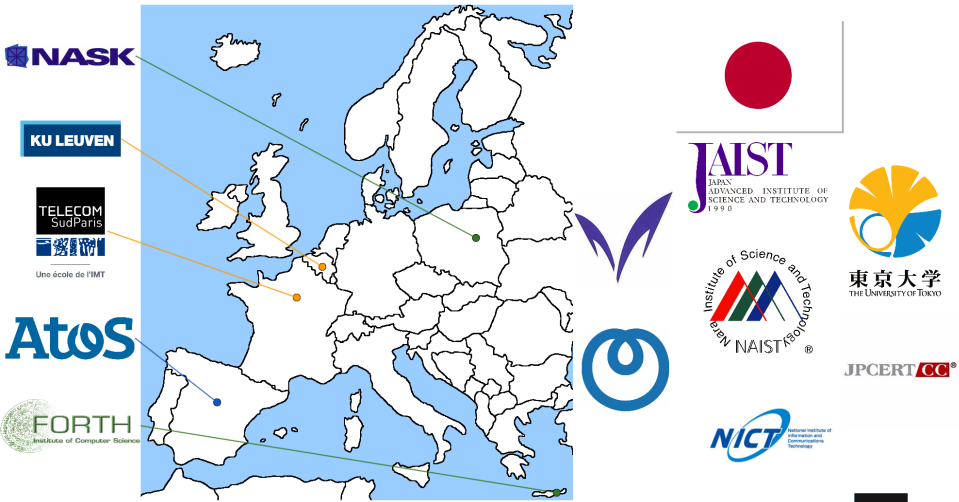 NASK
KU LEUVEN
TELECOM
SudParis
Une école de l'IMT
Atos
FORTH
Institute of Computer Science
JAIST
JAPAN
ADVANCED INSTITUTE OF
SCIENCE AND TECHNOLOGY
1990
東京大学
THE UNIVERSITY OF TOKYO
Nara Institute of Science and Technology
NAIST ®
JPCERT CC ®
NICT
National Institute of
Information and
Communications
Technology